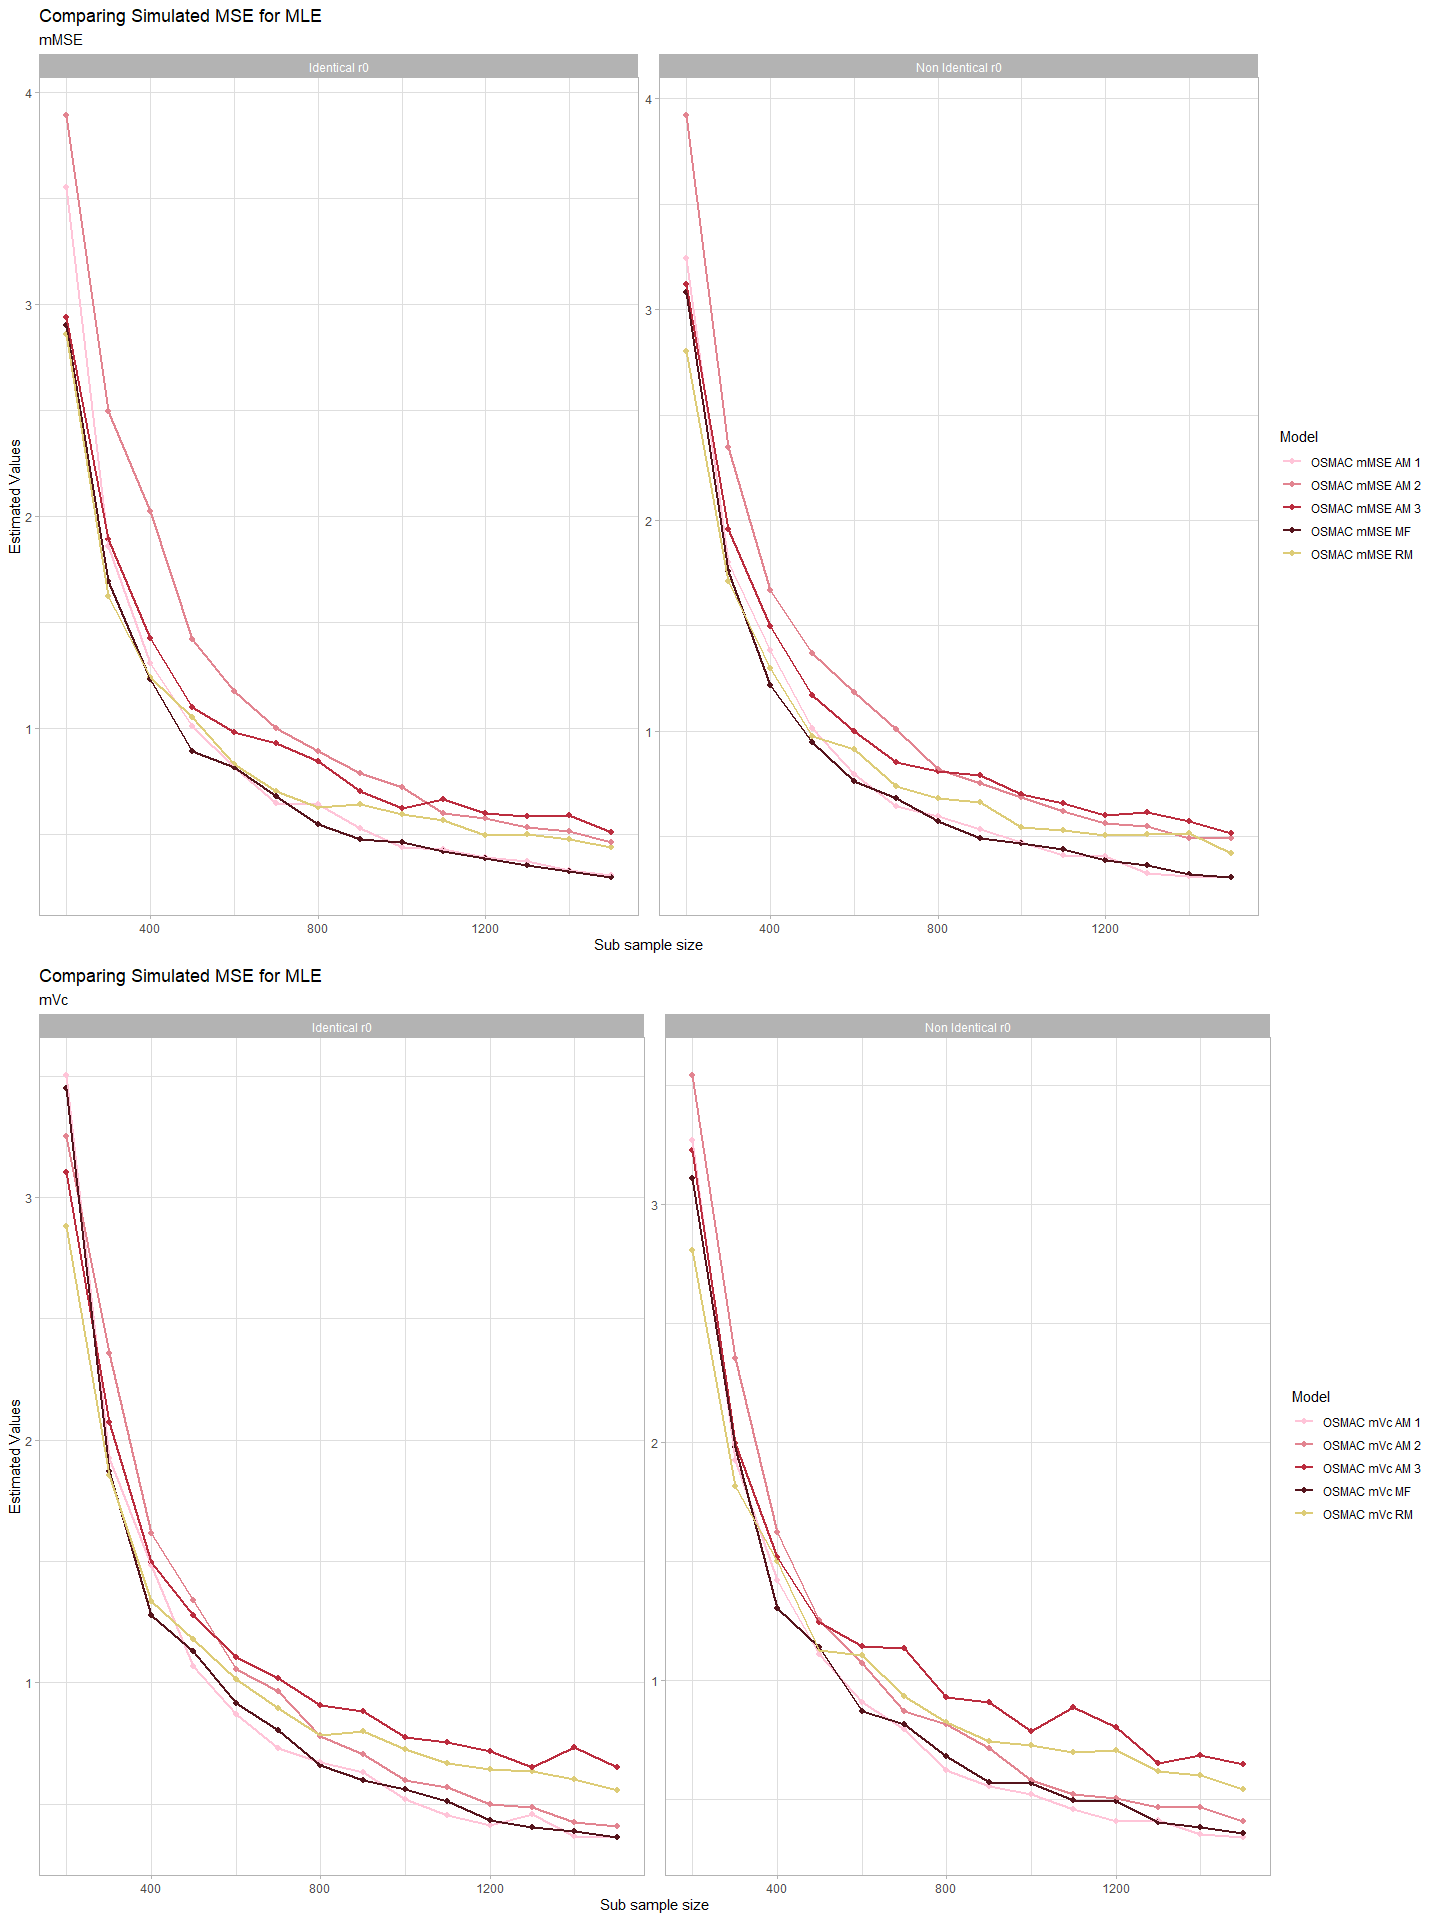 Comparing Simulated MSE for MLE
mMSE
Identical r0
Non Identical r0
4
3
2
1
4
3
2
1
Estimated Values
400
800
1200
400
800
1200
Sub sample size
Model
OSMAC mMSE AM 1
OSMAC mMSE AM 2
OSMAC mMSE AM 3
OSMAC mMSE MF
OSMAC mMSE RM
Comparing Simulated MSE for MLE
mVc
Identical r0
Non Identical r0
3
2
1
3
2
1
Estimated Values
400
800
1200
400
800
1200
Sub sample size
Model
OSMAC mVc AM 1
OSMAC mVc AM 2
OSMAC mVc AM 3
OSMAC mVc MF
OSMAC mVc RM